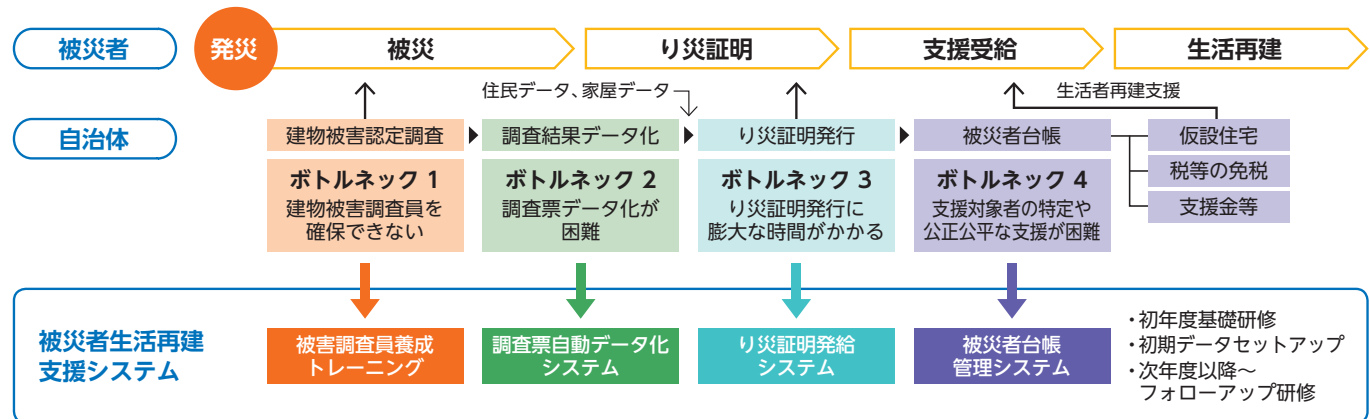 被災者
発災
被災
り災証明
支援受給
生活再建
住民データ、家屋データ
生活者再建支援
自治体
建物被害認定調査
調査結果データ化
り災証明発行
被災者台帳
仮設住宅
税等の免税
支援金等
ボトルネック 1
建物被害調査員を
確保できない
ボトルネック 2
調査票データ化が
困難
ボトルネック 3
り災証明発行に
膨大な時間がかかる
ボトルネック 4
支援対象者の特定や
公正公平な支援が困難
被災者生活再建
支援システム
被害調査員養成
トレーニング
調査票自動データ化
システム
り災証明発給
システム
被災者台帳
管理システム
・初年度基礎研修
・初期データセットアップ
・次年度以降〜
フォローアップ研修